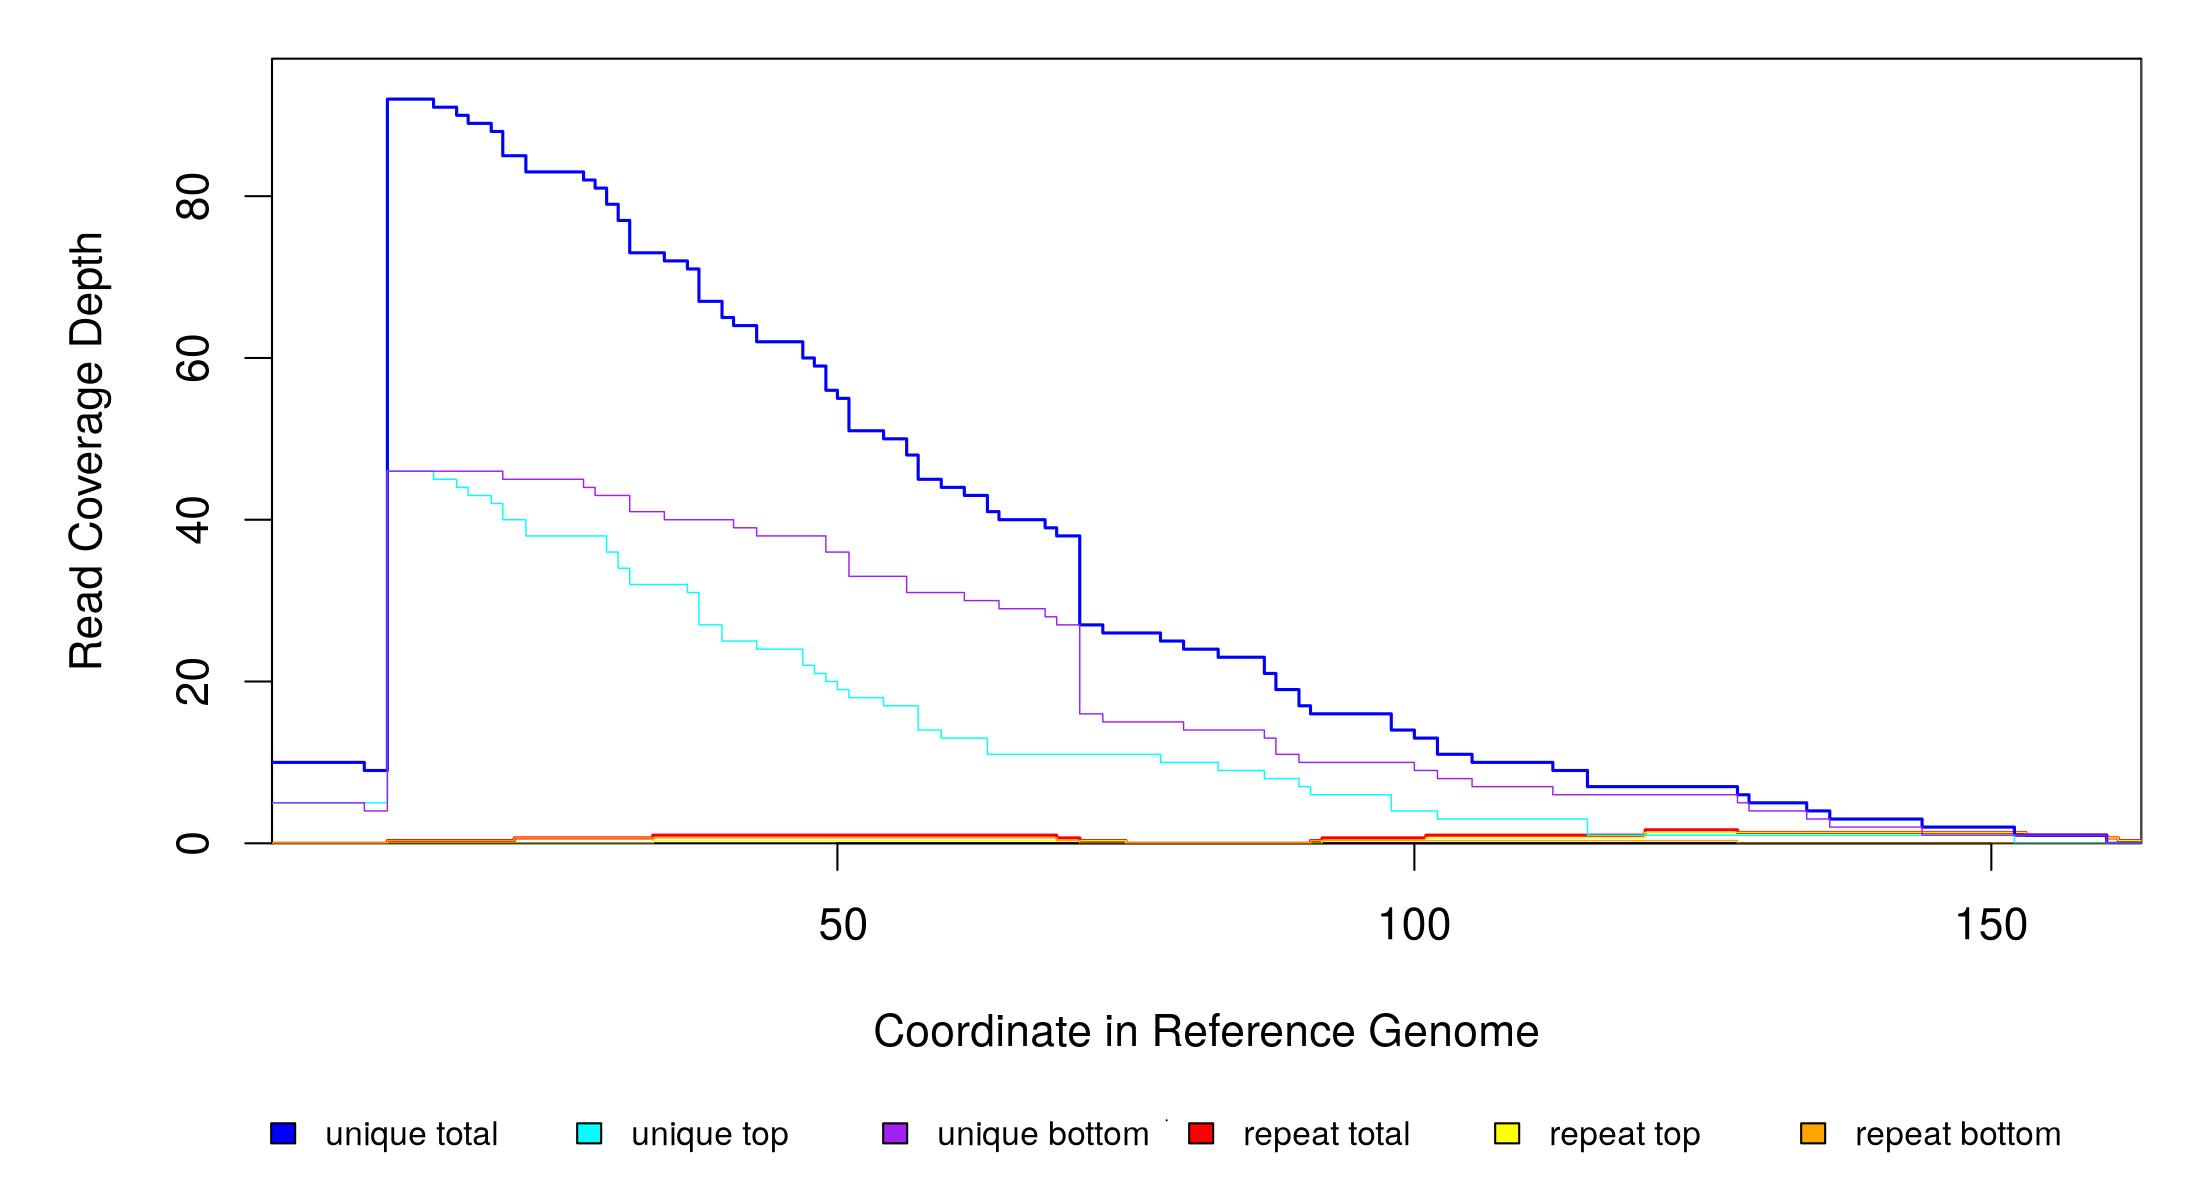 Read Coverage Depth
80
60
40
20
0
50 100 150
Coordinate in Reference Genome
unique total unique top unique bottom repeat total repeat top repeat bottom